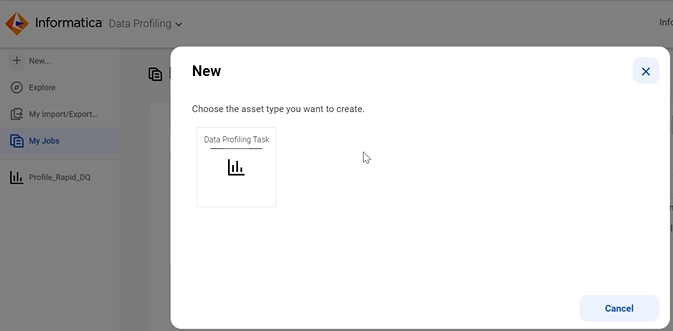 Informatica Data Profiling
Info
New...
Explore
My Import/Export...
My Jobs
Profile_Rapid_DQ
New
Choose the asset type you want to create.
Data Profiling Task
Cancel